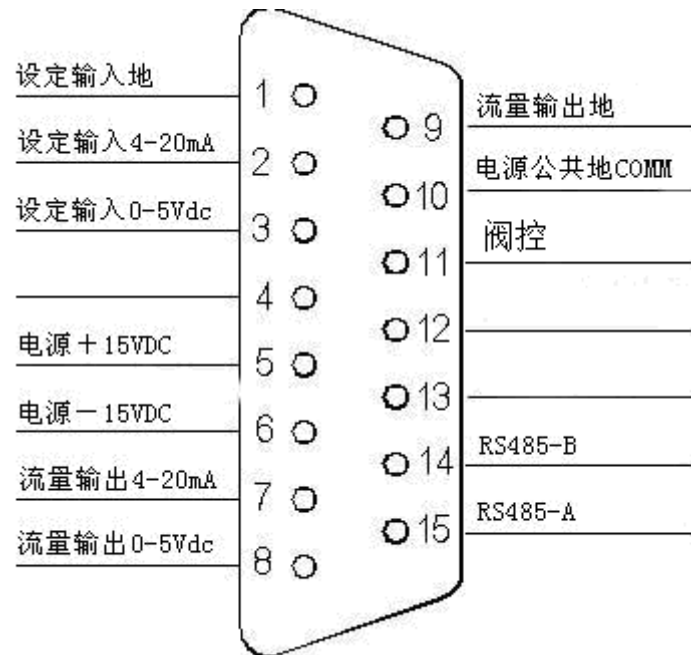 设定输入地
1
设定输入4-20mA
2
设定输入0-5Vdc
3
4
电源＋15VDC
5
电源－15VDC
6
流量输出4-20mA
7
流量输出0-5Vdc
8
9
流量输出地
10
电源公共地COMM
11
阀控
12
13
14
RS485-B
15
RS485-A